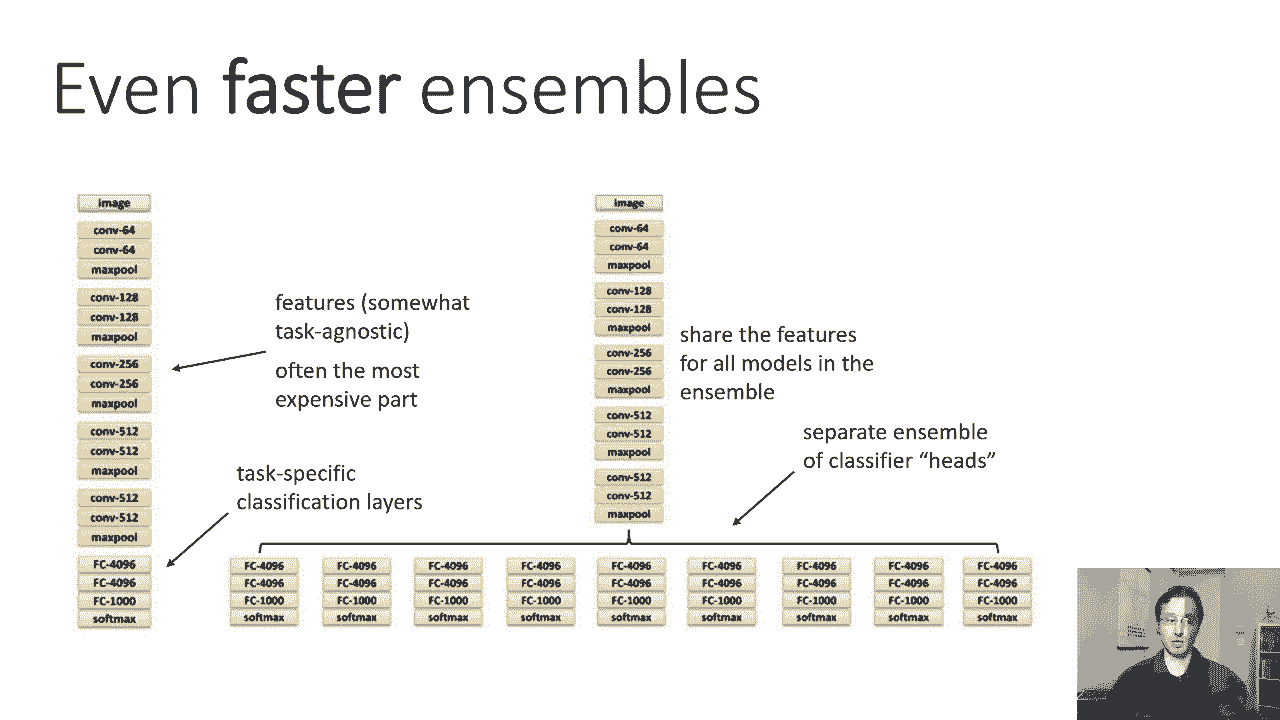 Even faster ensembles
image
conv-64
conv-64
maxpool
conv-128
conv-128
maxpool
conv-256
conv-256
maxpool
conv-512
conv-512
maxpool
conv-512
conv-512
maxpool
FC-4096
FC-4096
FC-1000
softmax
features (somewhat
task-agnostic)
often the most
expensive part
task-specific
classification layers
image
conv-64
conv-64
maxpool
conv-128
conv-128
maxpool
conv-256
conv-256
maxpool
conv-512
conv-512
maxpool
conv-512
conv-512
maxpool
share the features
for all models in the
ensemble
separate ensemble
of classifier “heads”
FC-4096 FC-4096 FC-4096 FC-4096 FC-4096 FC-4096 FC-4096 FC-4096 FC-4096
FC-4096 FC-4096 FC-4096 FC-4096 FC-4096 FC-4096 FC-4096 FC-4096 FC-4096
FC-1000 FC-1000 FC-1000 FC-1000 FC-1000 FC-1000 FC-1000 FC-1000 FC-1000
softmax softmax softmax softmax softmax softmax softmax softmax softmax